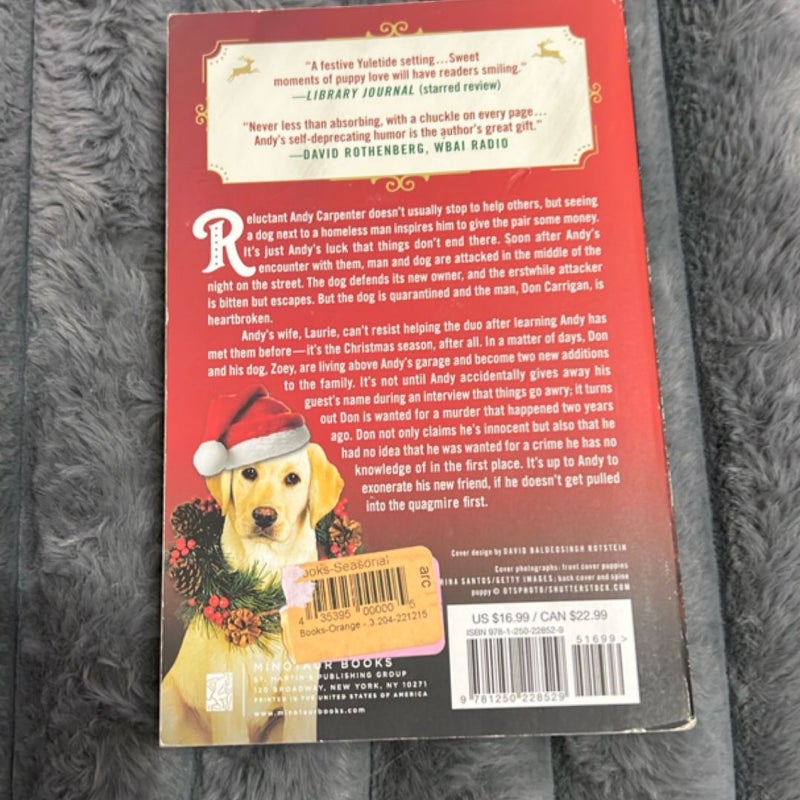 “A festive Yuletide setting…Sweet
moments of puppy love will have readers smiling.”
—LIBRARY JOURNAL (starred review)
“Never less than absorbing, with a chuckle on every page…
Andy’s self-deprecating humor is the author’s great gift.”
—DAVID ROTHENBERG, WBAI RADIO
Reluctant Andy Carpenter doesn’t usually stop to help others, but seeing
a dog next to a homeless man inspires him to give the pair some money.
It’s just Andy’s luck that things don’t end there. Soon after Andy’s
encounter with them, man and dog are attacked in the middle of the
night on the street. The dog defends its new owner, and the erstwhile attacker
is bitten but escapes. But the dog is quarantined and the man, Don Carrigan, is
heartbroken.
Andy’s wife, Laurie, can’t resist helping the duo after learning Andy has
met them before—it’s the Christmas season, after all. In a matter of days, Don
and his dog, Zoey, are living above Andy’s garage and become two new additions
to the family. It’s not until Andy accidentally gives away his
guest’s name during an interview that things go awry; it turns
out Don is wanted for a murder that happened two years
ago. Don not only claims he’s innocent but also that he
had no idea that he was wanted for a crime he has no
knowledge of in the first place. It’s up to Andy to
exonerate his new friend, if he doesn’t get pulled
into the quagmire first.
Cover design by DAVID BALDEOSINGH ROTSTEIN
Cover photographs: front cover puppies
RINA SANTOS/GETTY IMAGES; back cover and spine
puppy © OTSPHOTO/SHUTTERSTOCK.COM
ooks-Seasonal
arc
4 35395 00000 5
Books-Orange - 3.204-221215
MINOTAUR BOOKS
ST. MARTIN’S PUBLISHING GROUP
120 BROADWAY, NEW YORK, NY 10271
PRINTED IN THE UNITED STATES OF AMERICA
www.minotaurbooks.com
US $16.99 / CAN $22.99
ISBN 978-1-250-22852-9
51699>
9 781250 228529